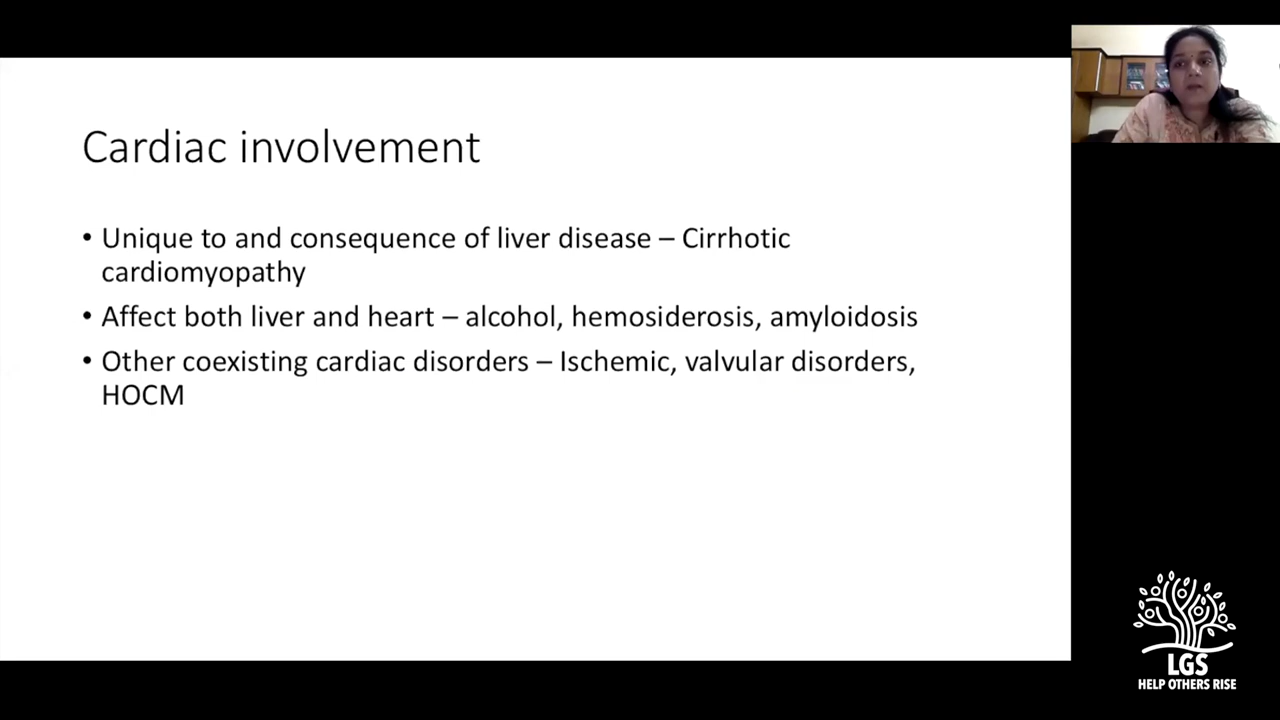 Cardiac involvement
• Unique to and consequence of liver disease – Cirrhotic
cardiomyopathy
• Affect both liver and heart – alcohol, hemosiderosis, amyloidosis
• Other coexisting cardiac disorders – Ischemic, valvular disorders,
HOCM
LGS
HELP OTHERS RISE